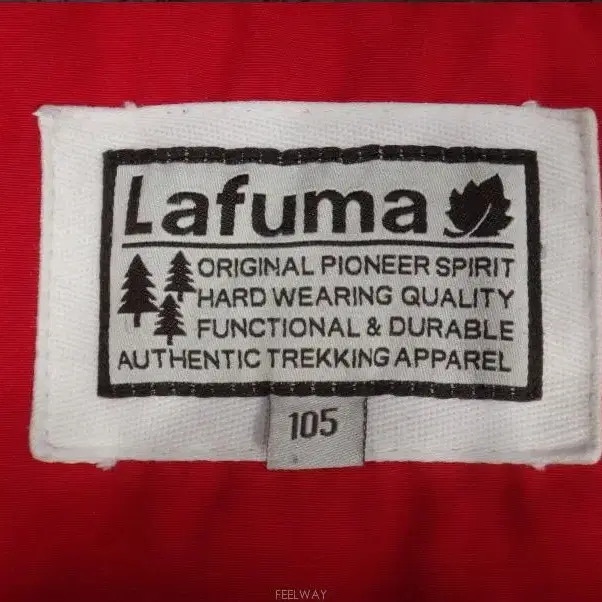 Lafuma
ORIGINAL PIONEER SPIRIT
HARD WEARING QUALITY
FUNCTIONAL & DURABLE
AUTHENTIC TREKKING APPAREL
105
FEELWAY